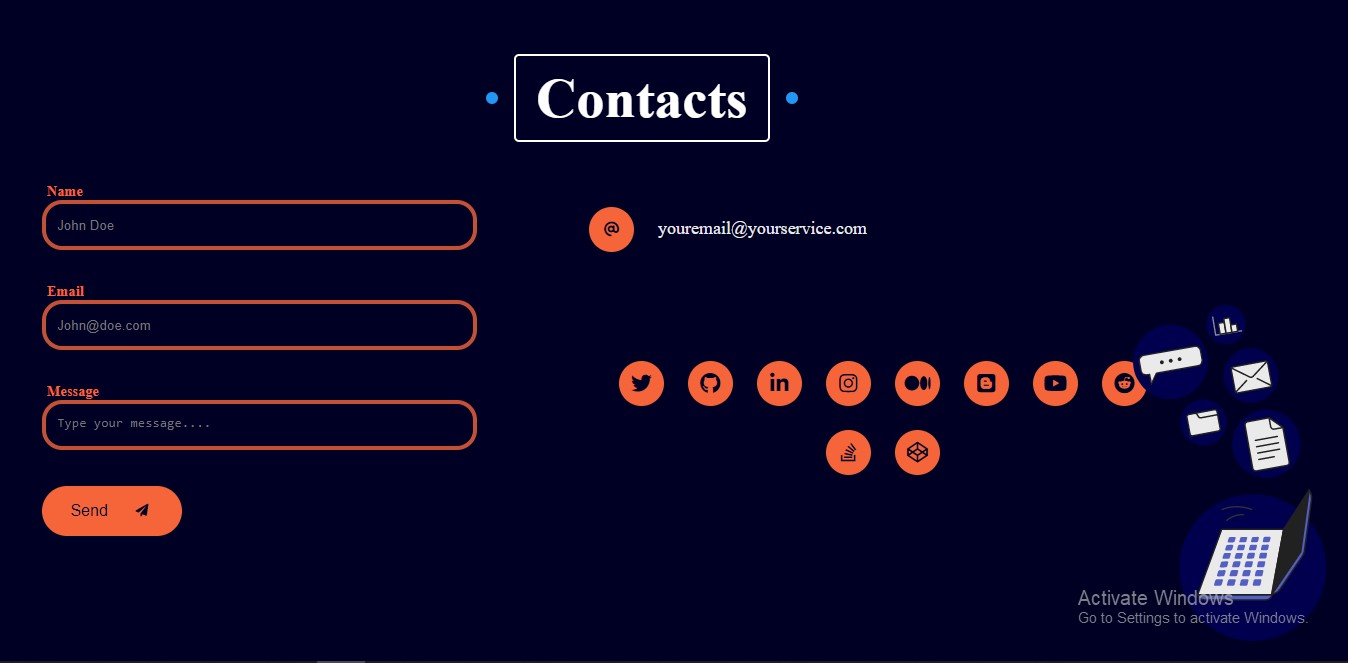 Contacts
Name
John Doe
Email
John@doe.com
Message
Type your message....
Send
@
youremail@yourservice.com
in
Activate Windows
Go to Settings to activate Windows.